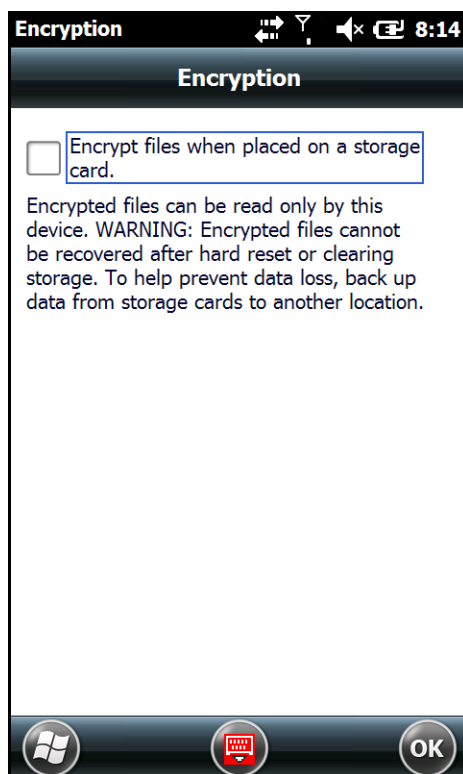 Encryption 8:14
Encryption
Encrypt files when placed on a storage
card.
Encrypted files can be read only by this
device. WARNING: Encrypted files cannot
be recovered after hard reset or clearing
storage. To help prevent data loss, back up
data from storage cards to another location.
OK